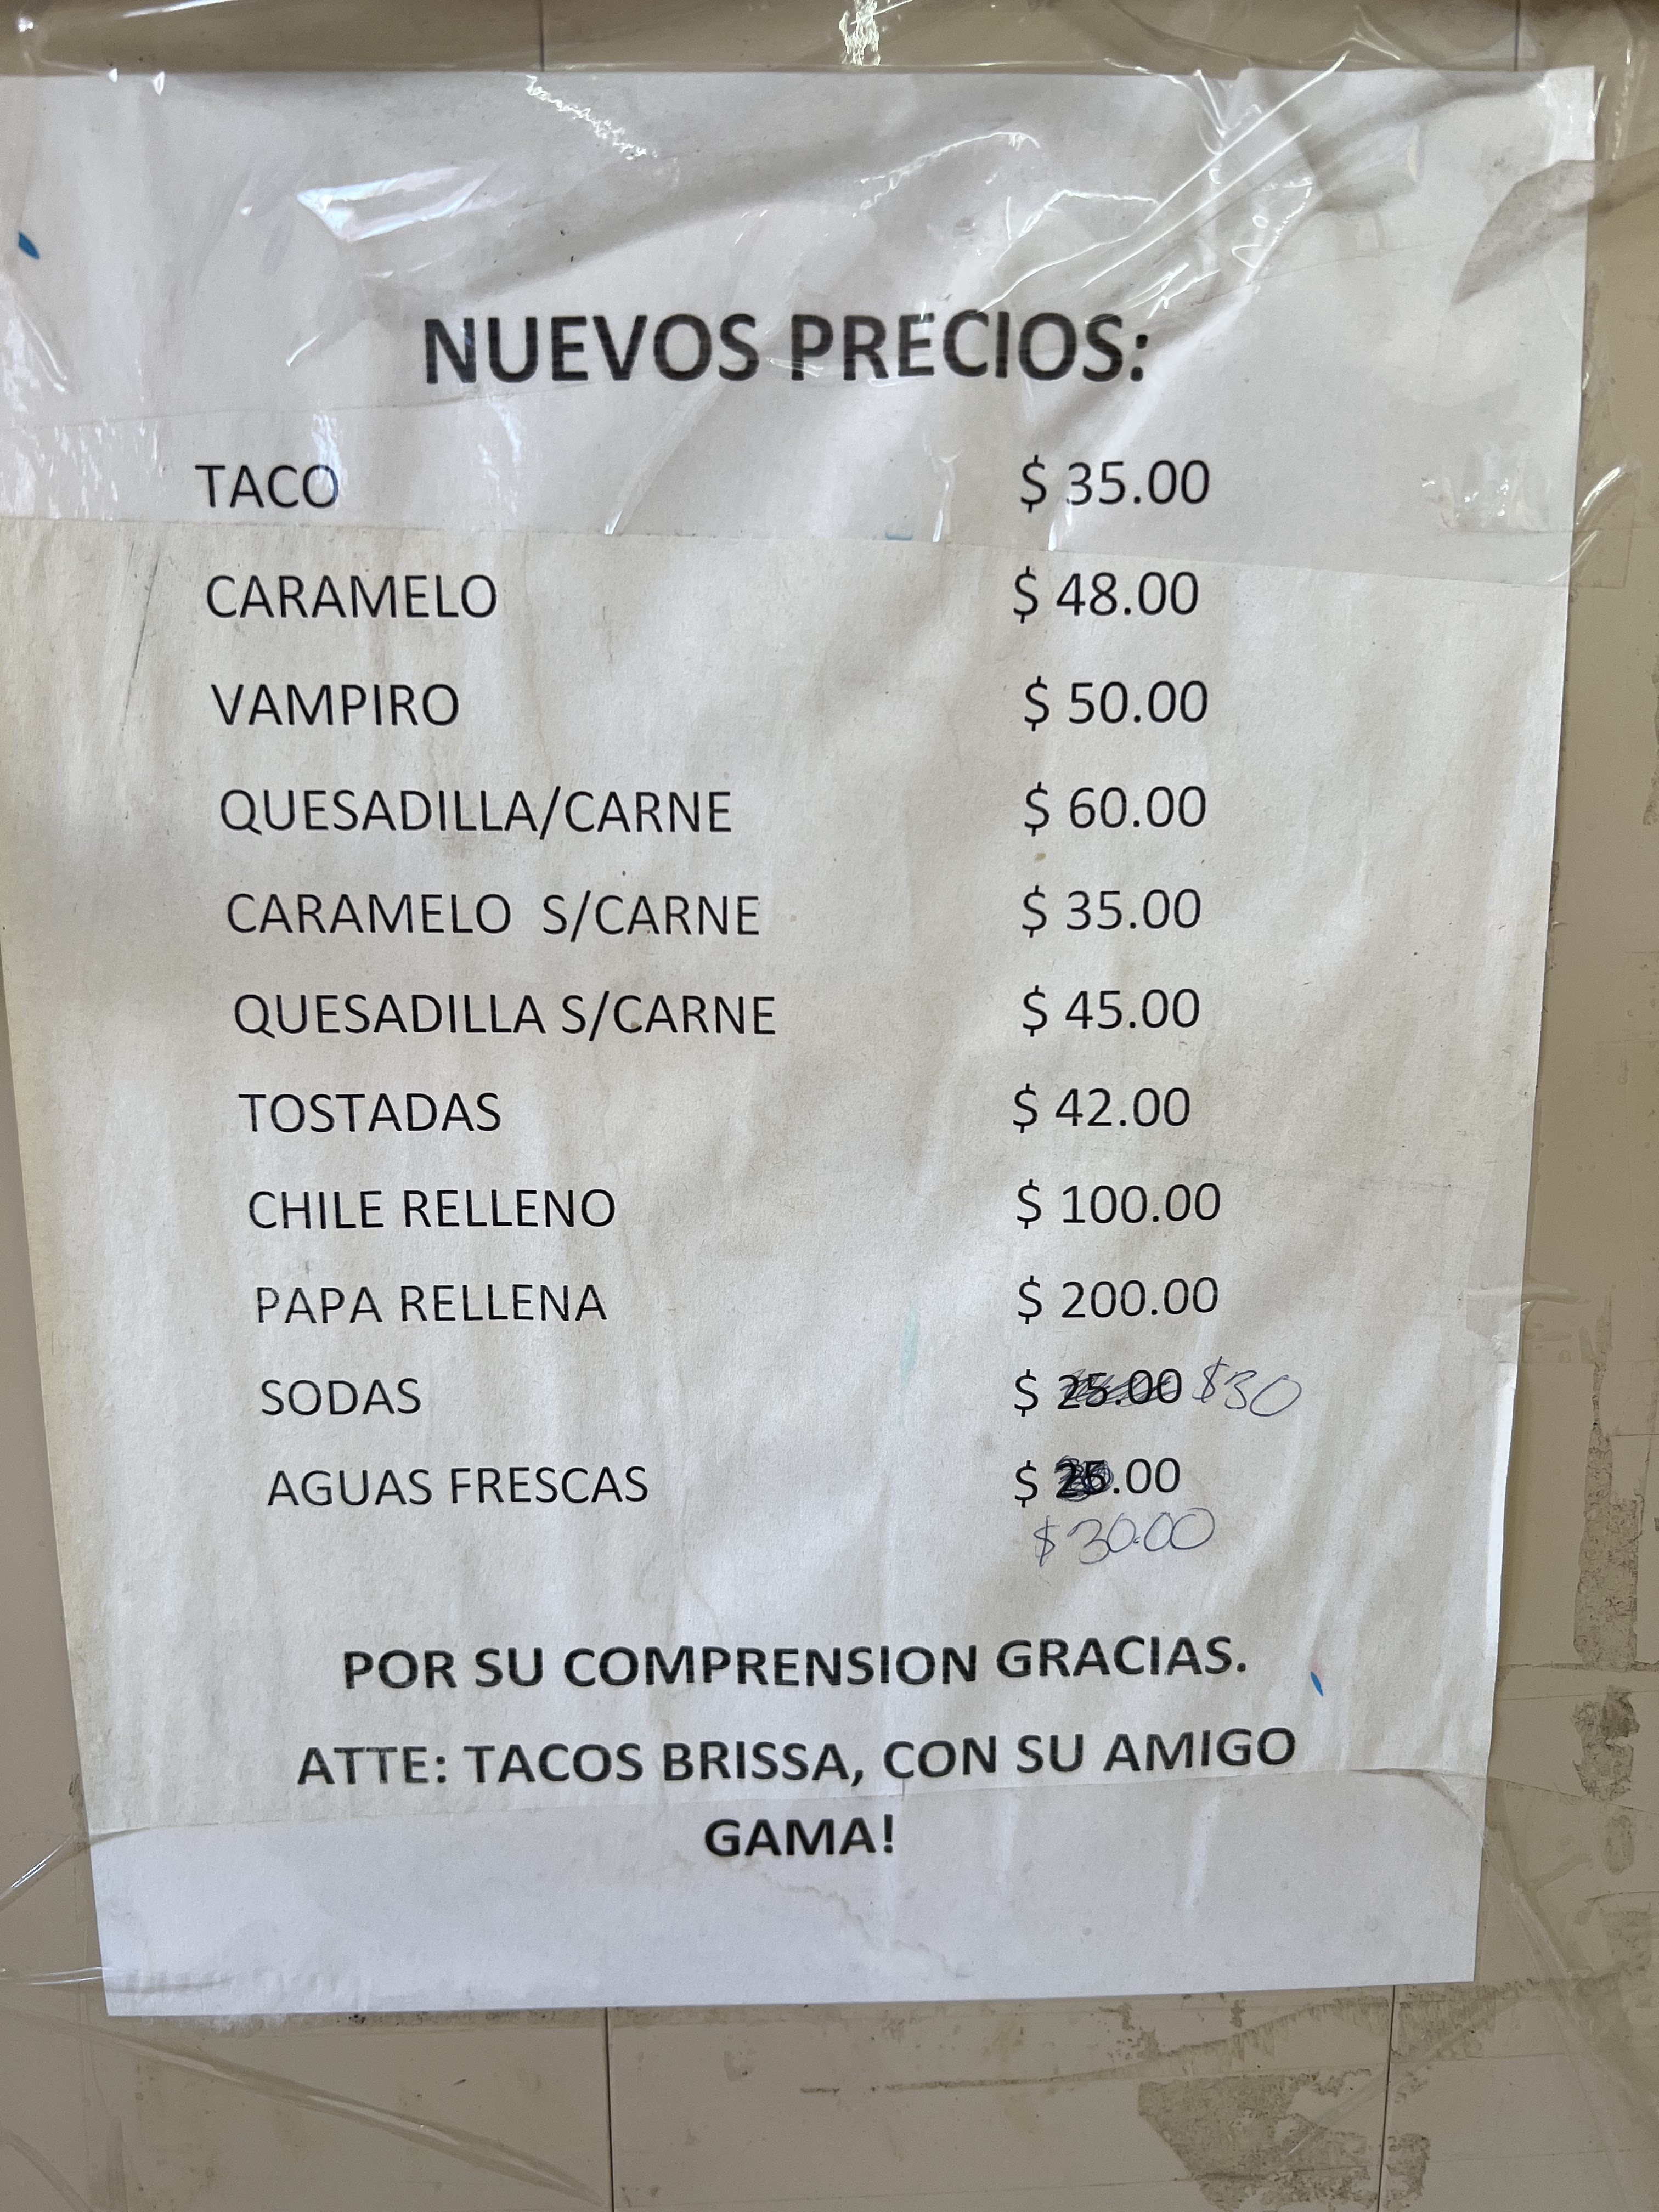 NUEVOS PRECIOS:
TACO $ 35.00
CARAMELO $ 48.00
VAMPIRO $ 50.00
QUESADILLA/CARNE $ 60.00
CARAMELO S/CARNE $ 35.00
QUESADILLA S/CARNE $ 45.00
TOSTADAS $ 42.00
CHILE RELLENO $ 100.00
PAPA RELLENA $ 200.00
SODAS $ 25.00 $30
AGUAS FRESCAS $ .00
$30.00
POR SU COMPRENSION GRACIAS.
ATTE: TACOS BRISSA, CON SU AMIGO
GAMA!